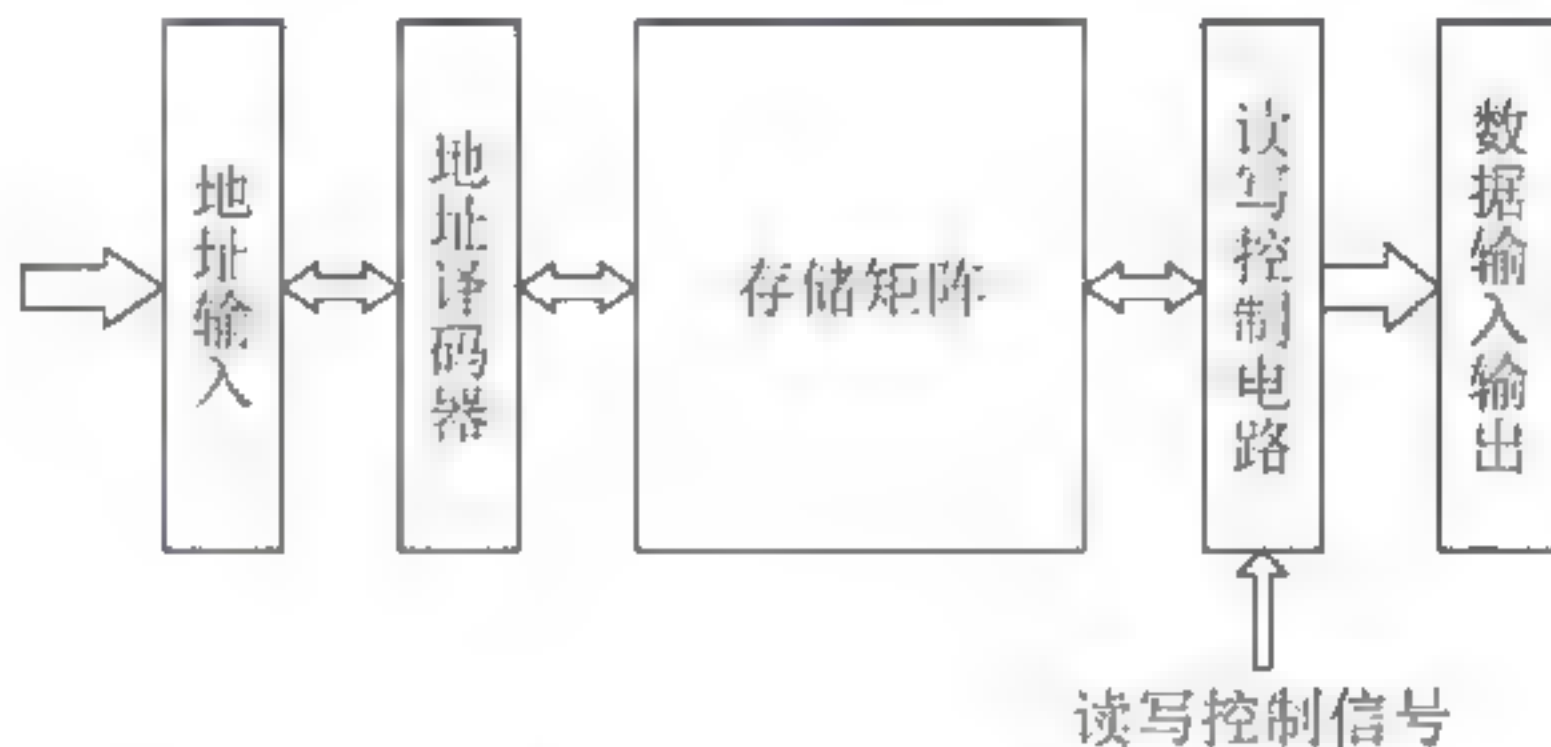 地址输入
地址译码器
存储矩阵
读写控制电路
数据输入输出
读写控制信号